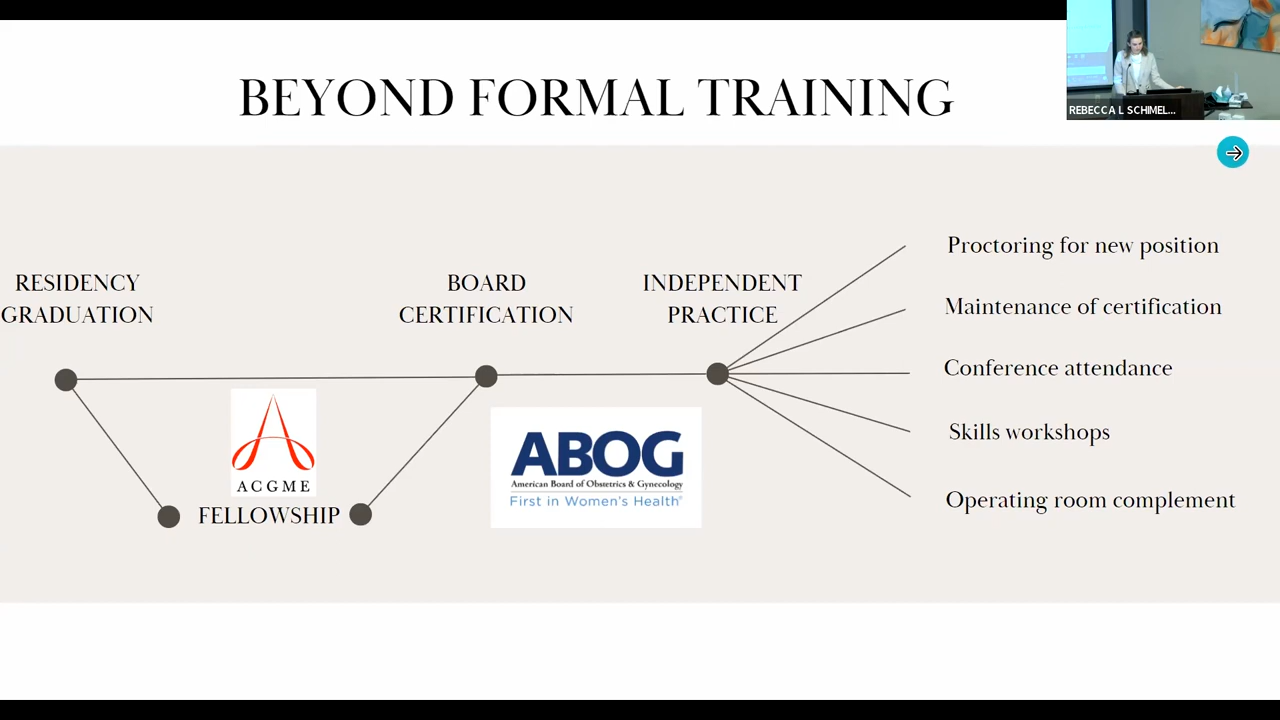 BEYOND FORMAL TRAINING
REBECCA L SCHIMEL...
RESIDENCY
GRADUATION
BOARD
CERTIFICATION
INDEPENDENT
PRACTICE
Proctoring for new position
Maintenance of certification
Conference attendance
Skills workshops
Operating room complement
ACGME
FELLOWSHIP
ABOG
American Board of Obstetrics & Gynecology
First in Women's Health®